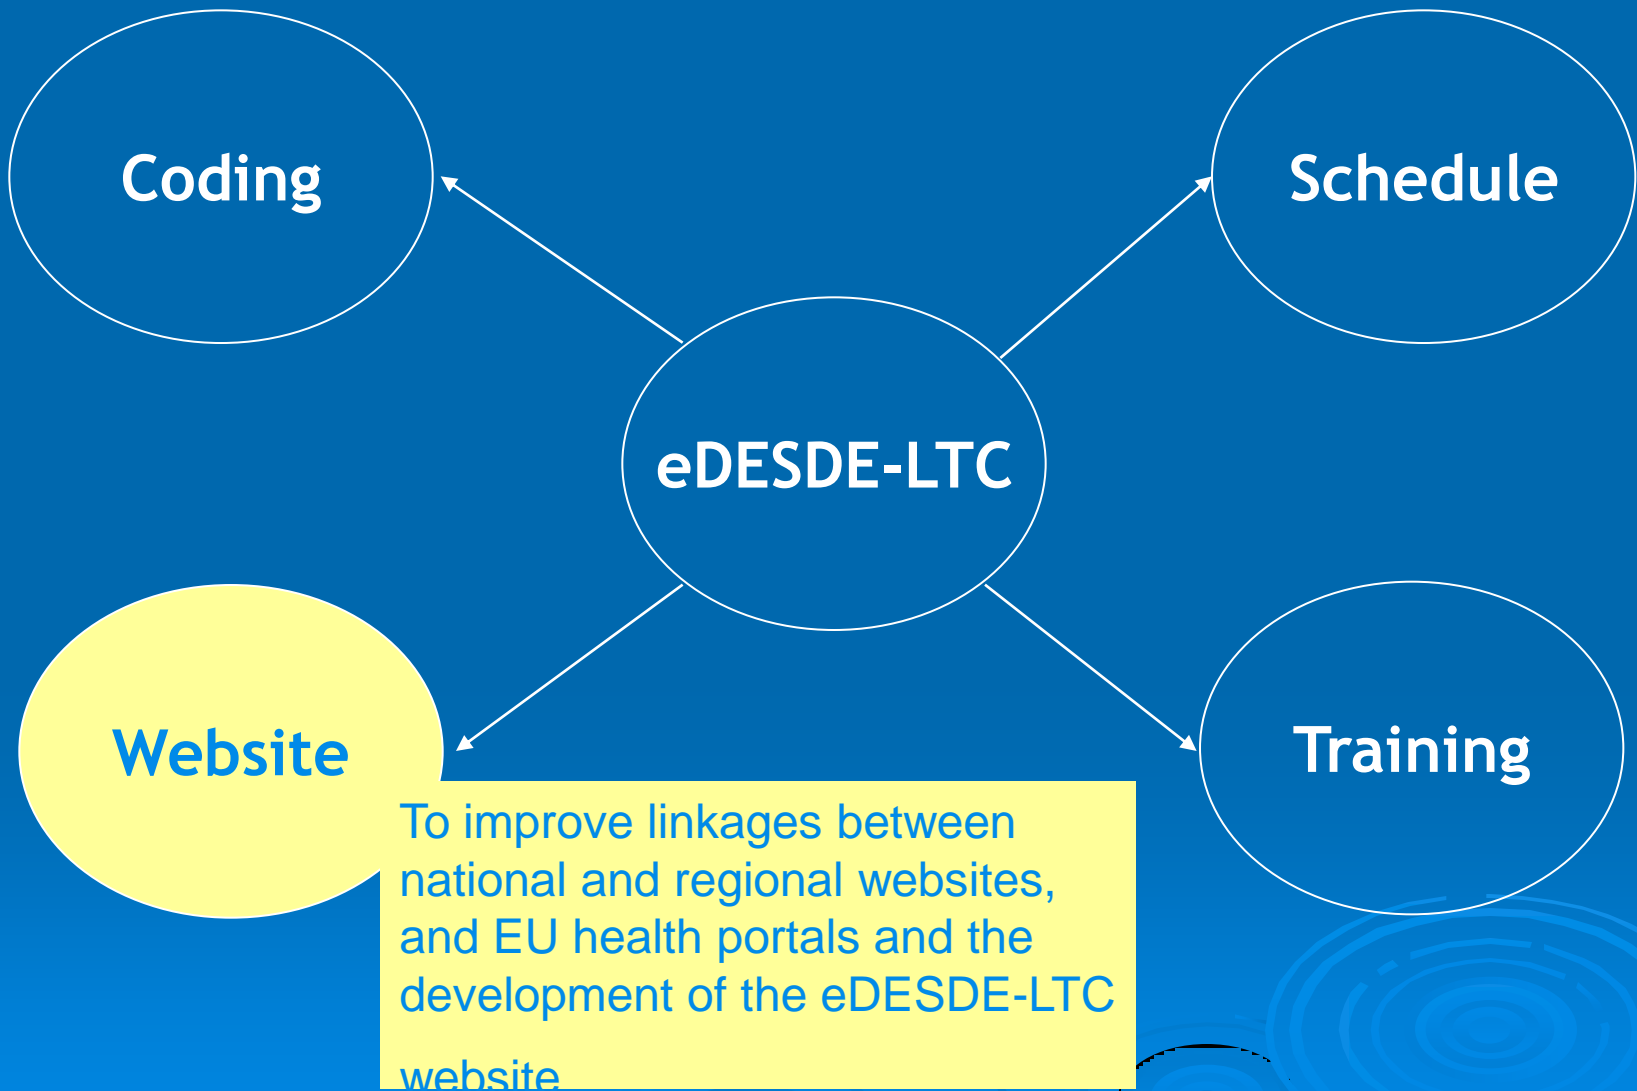 Coding
Schedule
eDESDE-LTC
Website
Training
To improve linkages between
national and regional websites,
and EU health portals and the
development of the eDESDE-LTC
website